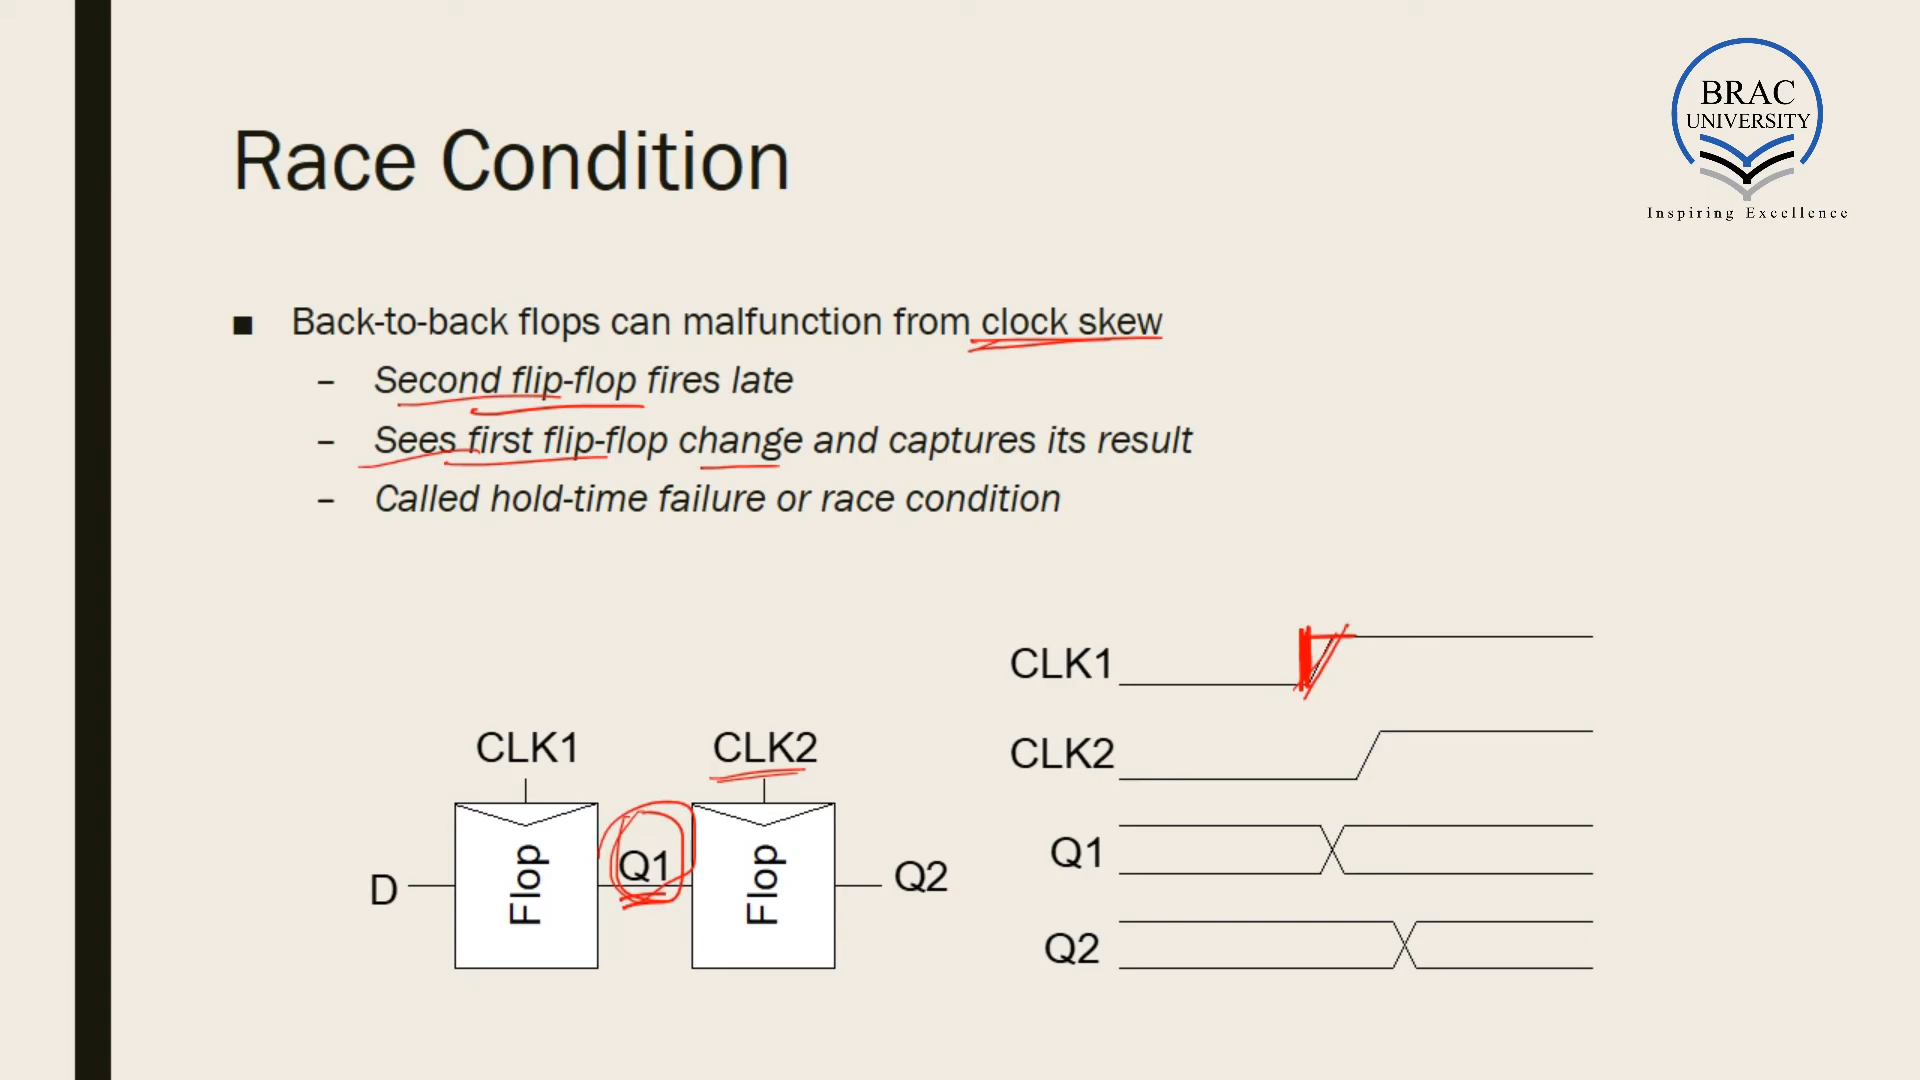 BRAC
UNIVERSITY
Inspiring Excellence
Race Condition
■ Back-to-back flops can malfunction from clock skew
– Second flip-flop fires late
– Sees first flip-flop change and captures its result
– Called hold-time failure or race condition
CLK1
CLK2
D
Flop
Q1
Flop
Q2
CLK1
CLK2
Q1
Q2